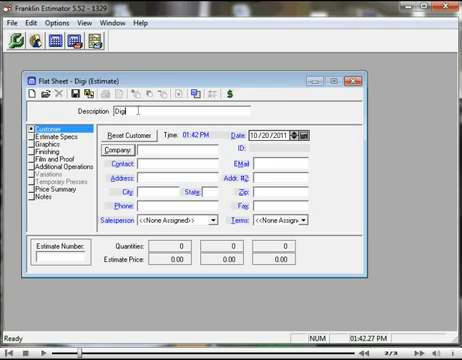 Franklin Estimator 5.52 - 1329
File Edit Options View Window Help
Flat Sheet - Digi (Estimate)
Description Digi
Customer
Estimate Specs
Graphics
Finishing
Film and Proof
Additional Operations
Variations
Temporary Presses
Price Summary
Notes
Reset Customer Time: 01:42 PM Date: 10/20/2011
Company: ID:
Contact: EMail
Address: Addr. #2:
City: State: Zip:
Phone: Fax:
Salesperson <<None Assigned>> Terms: <<None Assign
Estimate Number:
Quantities: 0 0 0
Estimate Price: 0.00 0.00 0.00
Ready NUM 01:42.27 PM
2/3